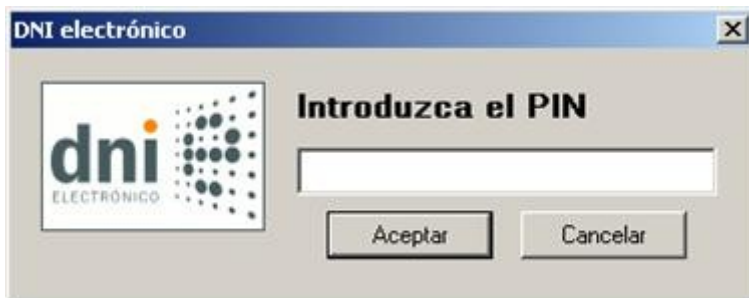 DNI electrónico
dni
ELECTRÓNICO
Introduzca el PIN
Aceptar
Cancelar